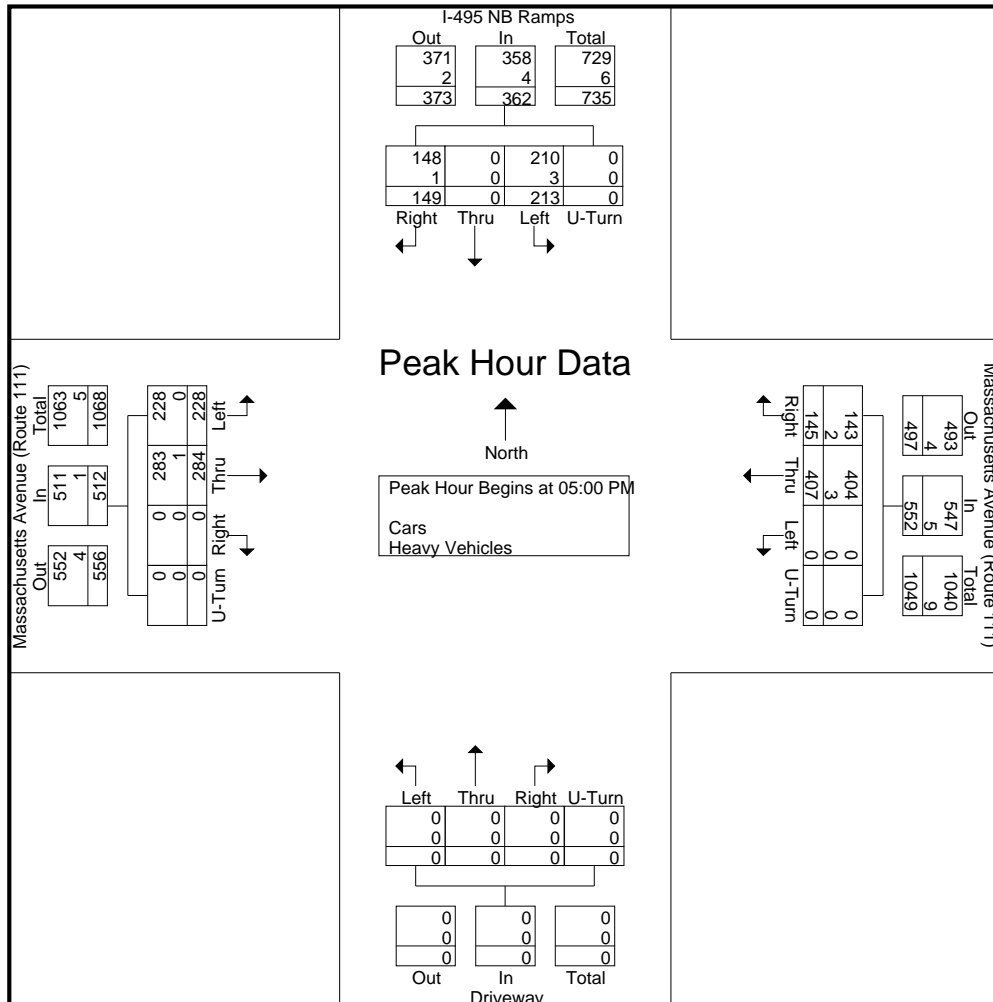 I-495 NB Ramps
Out In Total
371 358 729
2 4 6
373 362 735
148 0 210 0
1 0 3 0
149 0 213 0
Right Thru Left U-Turn
Peak Hour Data
North
Peak Hour Begins at 05:00 PM
Cars
Heavy Vehicles
Massachusetts Avenue (Route 111)
Out In Total
552 511 1063
4 1 5
556 512 1068
228 283 0 0
0 1 0 0
228 284 0 0
Left Thru Right U-Turn
Massachusetts Avenue (Route 111)
Out In Total
493 547 1040
4 5 9
497 552 1049
143 404 0 0
2 3 0 0
145 407 0 0
Right Thru Left U-Turn
Left Thru Right U-Turn
0 0 0 0
0 0 0 0
0 0 0 0
0 0 0
0 0 0
0 0 0
Out In Total
Driveway